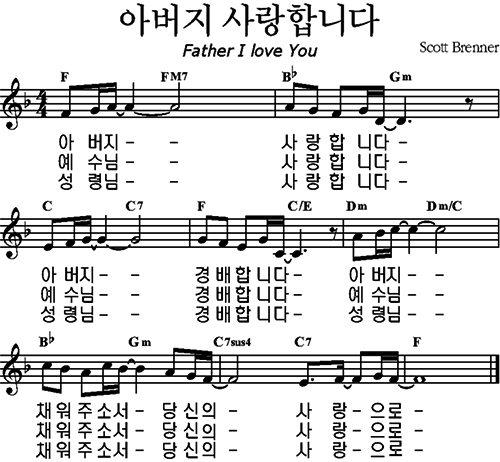 아버지 사랑합니다
Father I love You
Scott Brenner
F FM7 B♭ Gm
4
4
아 버지 - - 사 랑 합 니다 -
예 수님 - - 사 랑 합 니다 -
성 령님 - - 사 랑 합 니다 -
C C7 F C/E Dm Dm/C
아 버지 - - 경 배 합 니다 - 아 버지 - -
예 수님 - - 경 배 합 니다 - 예 수님 - -
성 령님 - - 경 배 합 니다 - 성 령님 - -
B♭ Gm C7sus4 C7 F
채 워 주 소 서 - 당 신 의 - 사 랑 - 으로 -
채 워 주 소 서 - 당 신 의 - 사 랑 - 으로 -
채 워 주 소 서 - 당 신 의 - 사 랑 - 으로 -